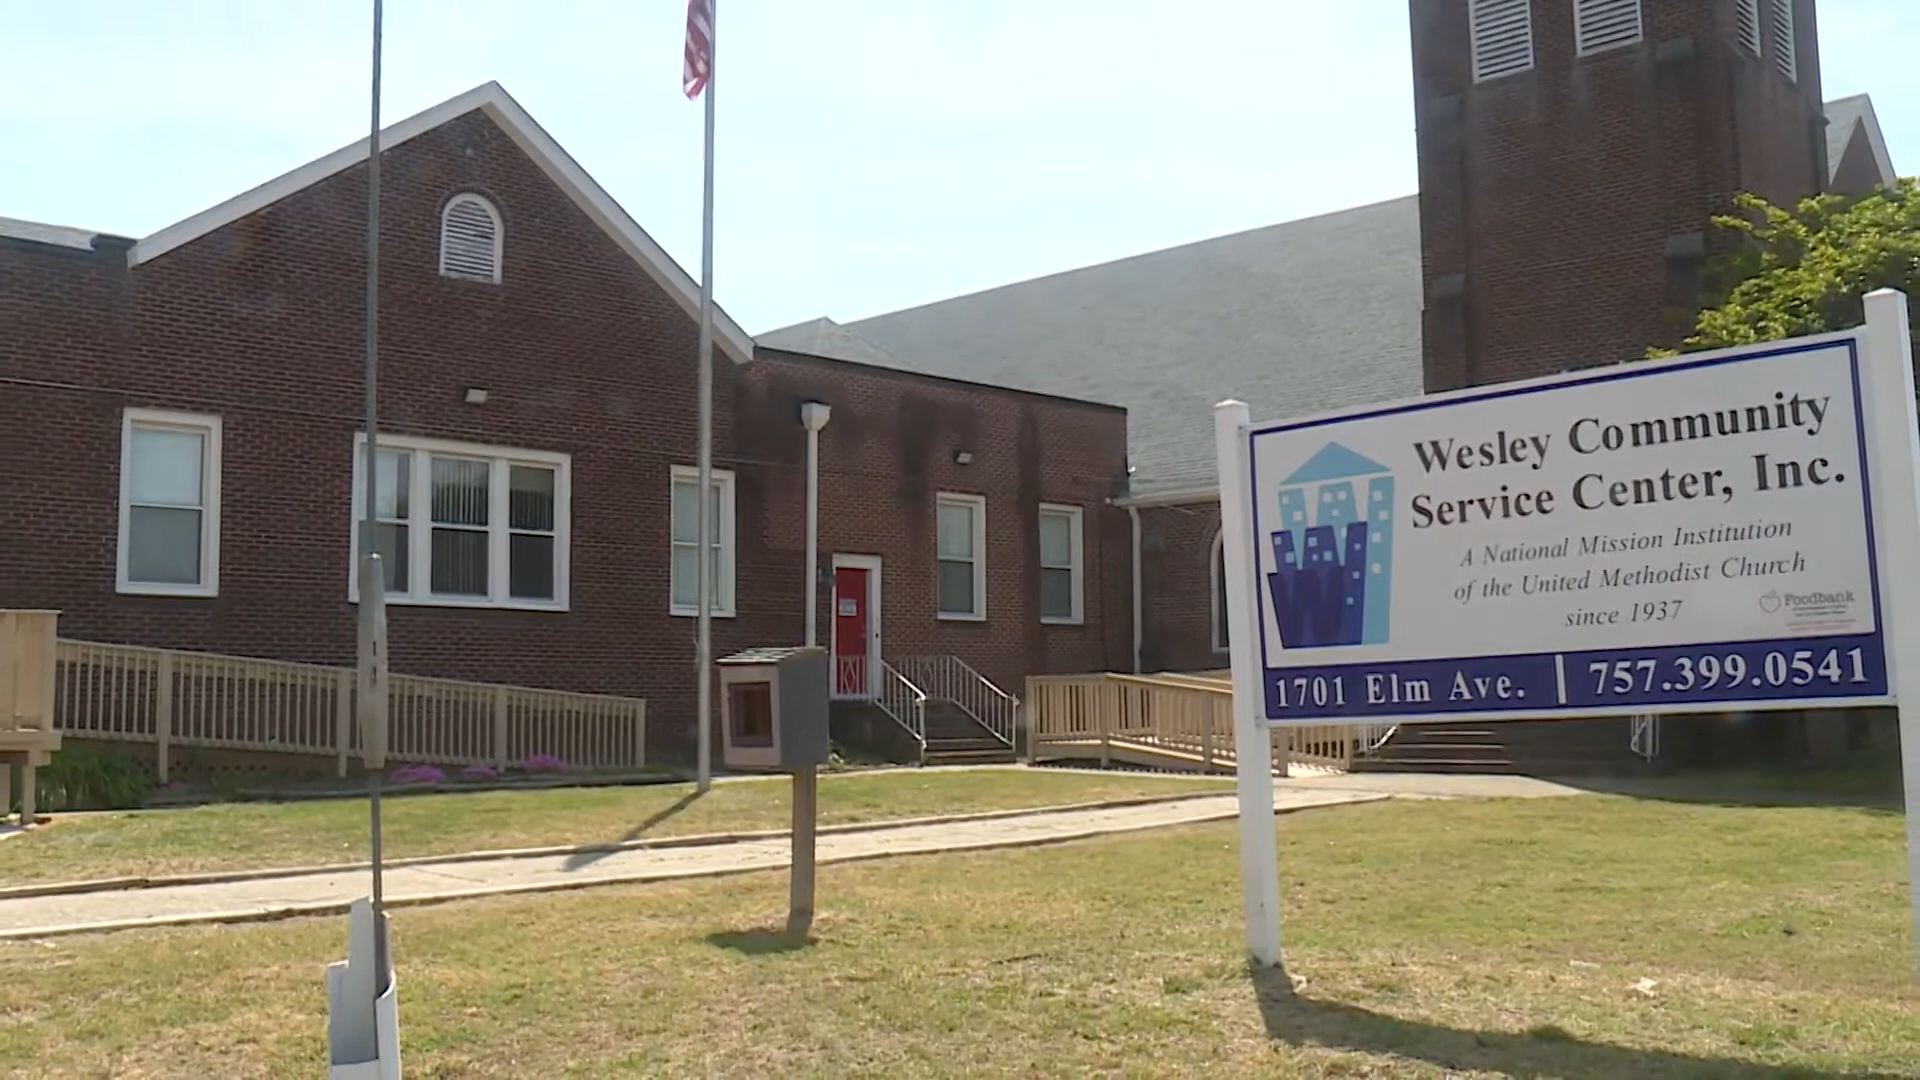 Wesley Community
Service Center, Inc.
A National Mission Institution
of the United Methodist Church
since 1937
Foodbank
1701 Elm Ave. | 757.399.0541